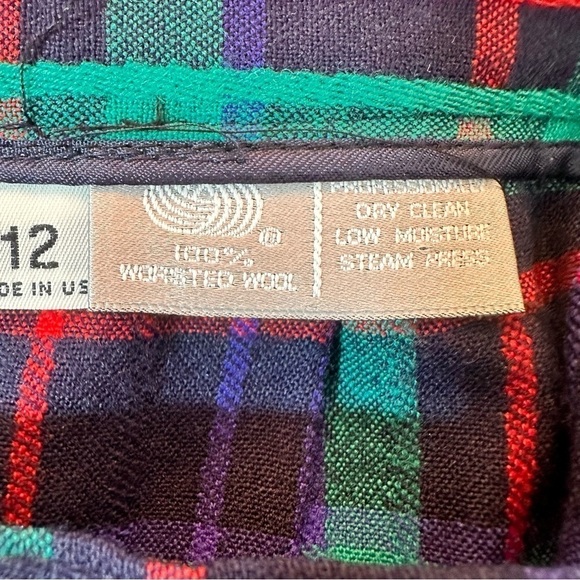 12
DE IN US
100%
WORSTED WOOL
PROFESSIONALLY
DRY CLEAN
LOW MOISTURE
STEAM PRESS